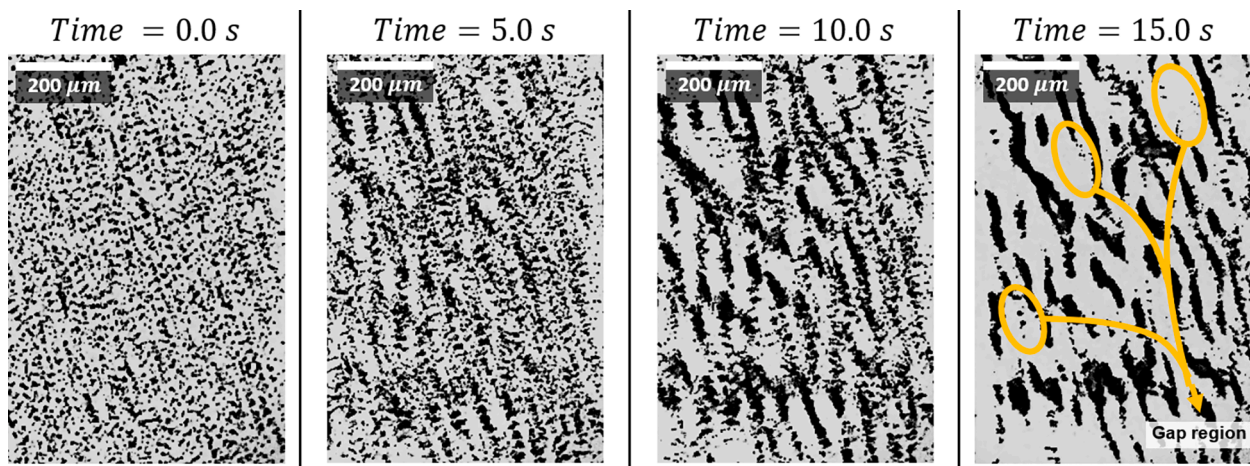 Time = 0.0 s
Time = 5.0 s
Time = 10.0 s
Time = 15.0 s
200 μm
200 μm
200 μm
200 μm
Gap region